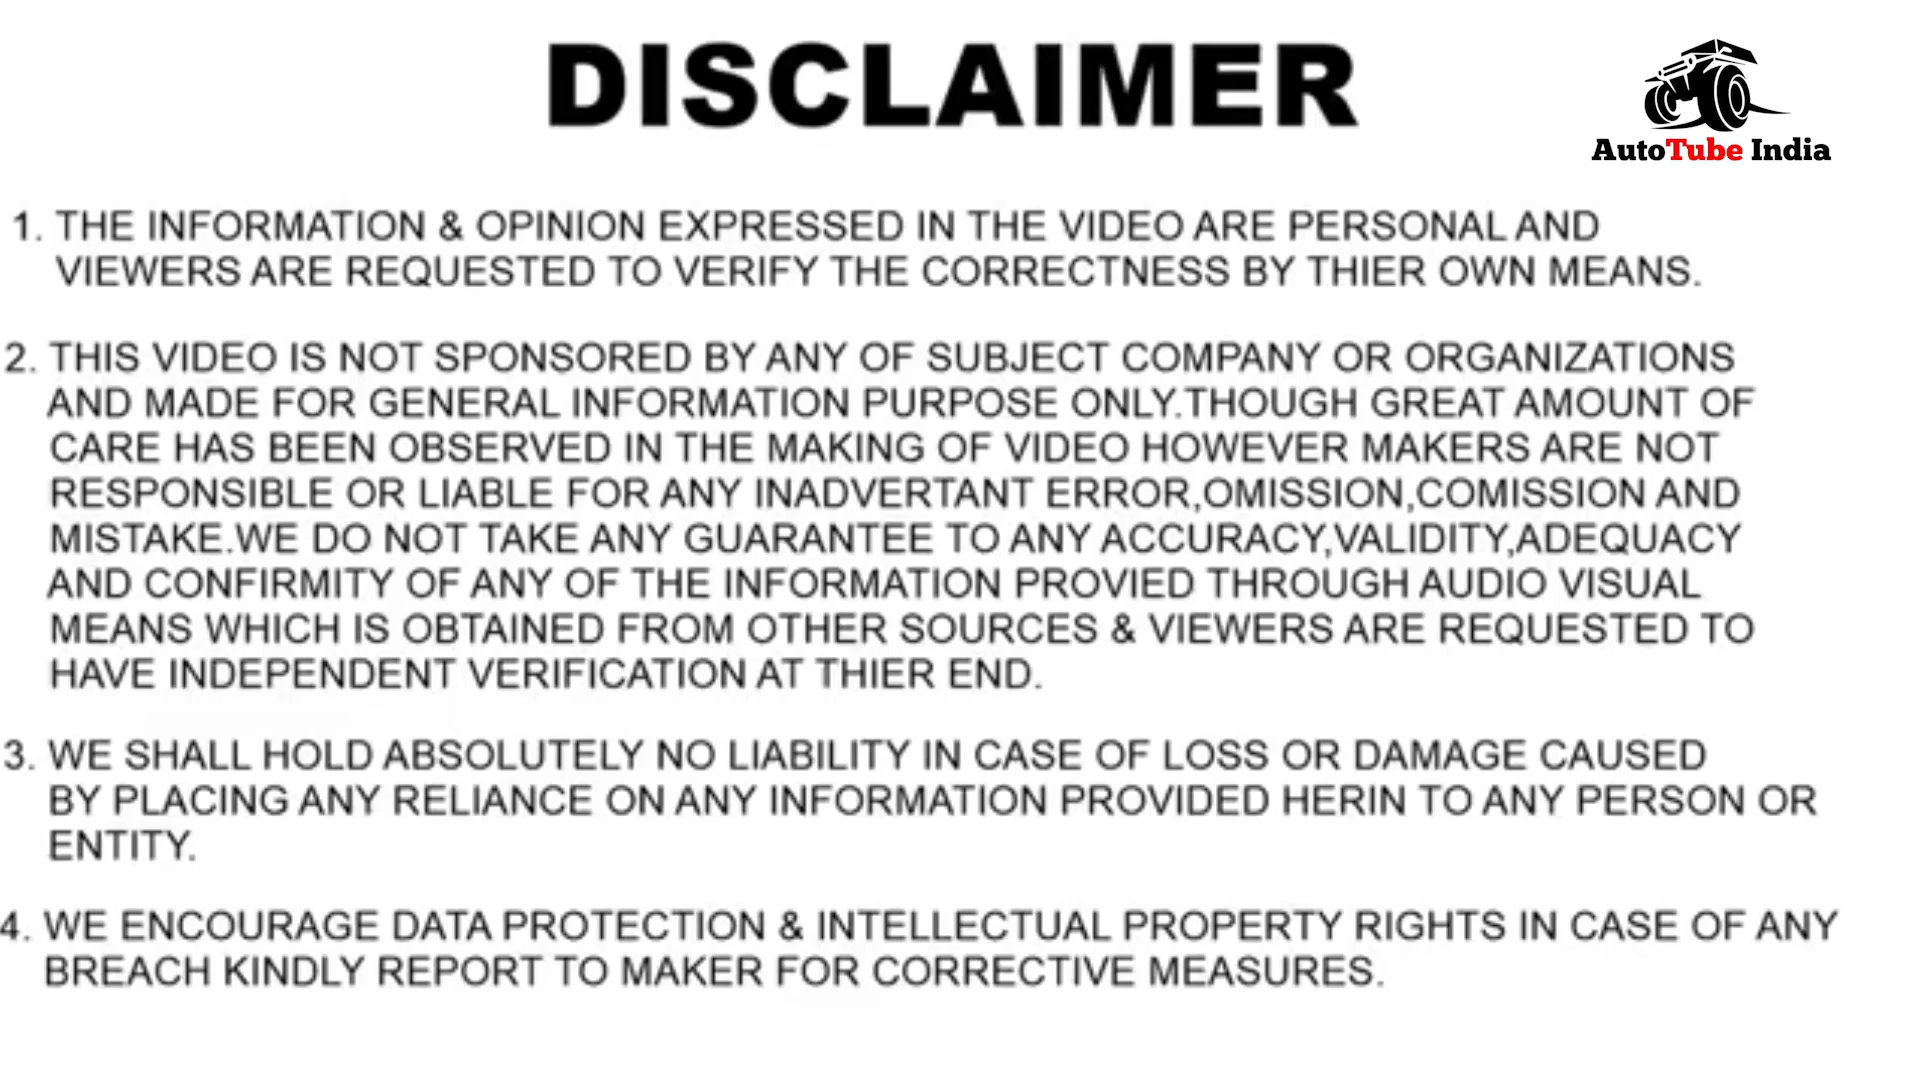 DISCLAIMER
AutoTube India
1. THE INFORMATION & OPINION EXPRESSED IN THE VIDEO ARE PERSONAL AND
VIEWERS ARE REQUESTED TO VERIFY THE CORRECTNESS BY THIER OWN MEANS.
2. THIS VIDEO IS NOT SPONSORED BY ANY OF SUBJECT COMPANY OR ORGANIZATIONS
AND MADE FOR GENERAL INFORMATION PURPOSE ONLY.THOUGH GREAT AMOUNT OF
CARE HAS BEEN OBSERVED IN THE MAKING OF VIDEO HOWEVER MAKERS ARE NOT
RESPONSIBLE OR LIABLE FOR ANY INADVERTANT ERROR,OMISSION,COMISSION AND
MISTAKE.WE DO NOT TAKE ANY GUARANTEE TO ANY ACCURACY,VALIDITY,ADEQUACY
AND CONFIRMITY OF ANY OF THE INFORMATION PROVIED THROUGH AUDIO VISUAL
MEANS WHICH IS OBTAINED FROM OTHER SOURCES & VIEWERS ARE REQUESTED TO
HAVE INDEPENDENT VERIFICATION AT THIER END.
3. WE SHALL HOLD ABSOLUTELY NO LIABILITY IN CASE OF LOSS OR DAMAGE CAUSED
BY PLACING ANY RELIANCE ON ANY INFORMATION PROVIDED HERIN TO ANY PERSON OR
ENTITY.
4. WE ENCOURAGE DATA PROTECTION & INTELLECTUAL PROPERTY RIGHTS IN CASE OF ANY
BREACH KINDLY REPORT TO MAKER FOR CORRECTIVE MEASURES.